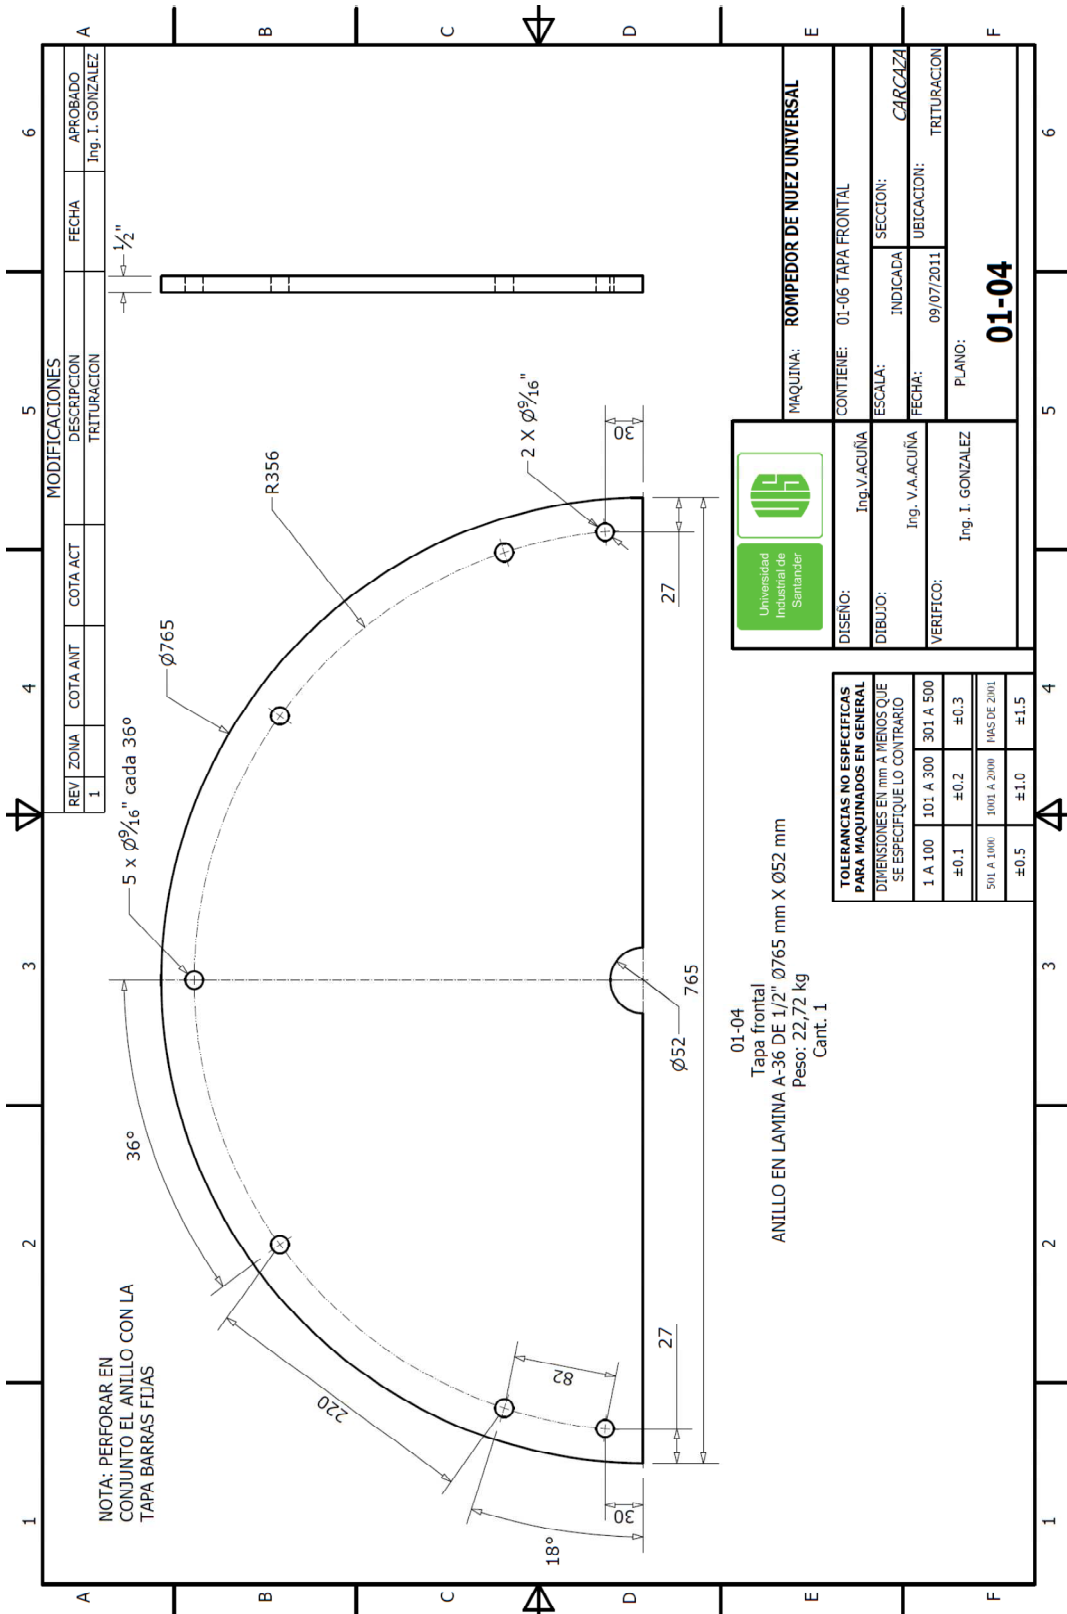 1
2
3
4
5
6
A
B
C
D
E
F
MODIFICACIONES
REV ZONA COTA ANT COTA ACT DESCRIPCION FECHA APROBADO
1 TRITURACION Ing. I. GONZALEZ
NOTA: PERFORAR EN
CONJUNTO EL ANILLO CON LA
TAPA BARRAS FIJAS
36°
5 x Ø9/16" cada 36°
Ø765
R356
1/2"
220
82
18°
30
27
Ø52
765
27
2 X Ø9/16"
30
01-04
Tapa frontal
ANILLO EN LAMINA A-36 DE 1/2" Ø765 mm X Ø52 mm
Peso: 22,72 kg
Cant. 1
TOLERANCIAS NO ESPECIFICAS
PARA MAQUINADOS EN GENERAL
DIMENSIONES EN mm A MENOS QUE
SE ESPECIFIQUE LO CONTRARIO
1 A 100 101 A 300 301 A 500
±0.1 ±0.2 ±0.3
501 A 1000 1001 A 2000 MAS DE 2001
±0.5 ±1.0 ±1.5
Universidad
Industrial de
Santander
UIS
DISEÑO: Ing.V.ACUÑA
DIBUJO: Ing. V.A.ACUÑA
VERIFICO: Ing. I. GONZALEZ
MAQUINA: ROMPEDOR DE NUEZ UNIVERSAL
CONTIENE: 01-06 TAPA FRONTAL
ESCALA: INDICADA SECCION: CARCAZA
FECHA: 09/07/2011 UBICACION: TRITURACION
PLANO:
01-04
A
B
C
D
E
F
1
2
3
4
5
6